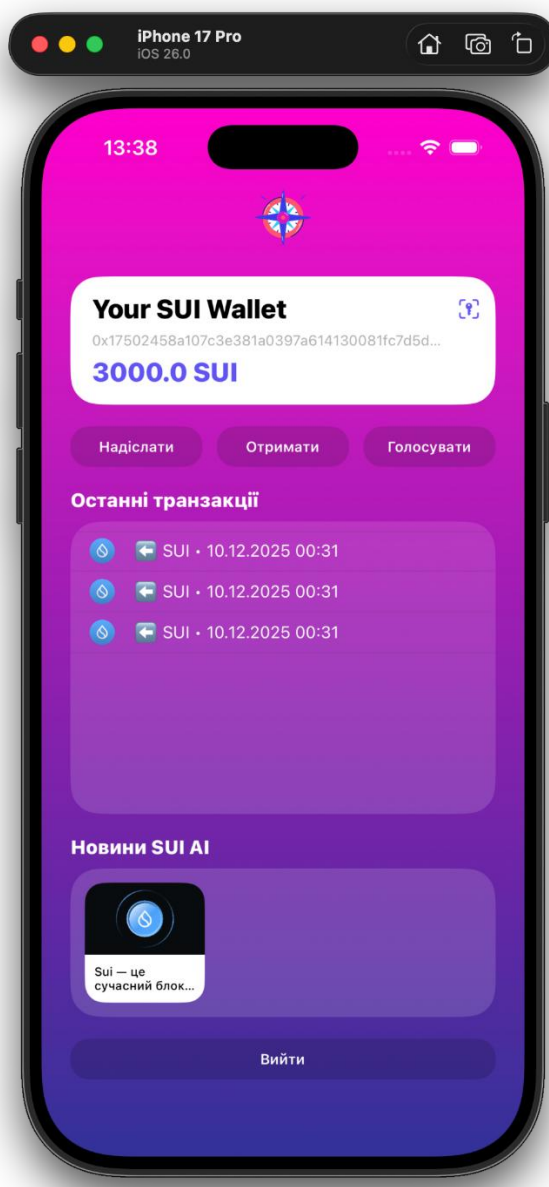 iPhone 17 Pro
iOS 26.0
13:38
Your SUI Wallet
0x17502458a107c3e381a0397a614130081fc7d5d...
3000.0 SUI
Надіслати
Отримати
Голосувати
Останні транзакції
SUI • 10.12.2025 00:31
SUI • 10.12.2025 00:31
SUI • 10.12.2025 00:31
Новини SUI AI
Sui — це
сучасний блок...
Вийти